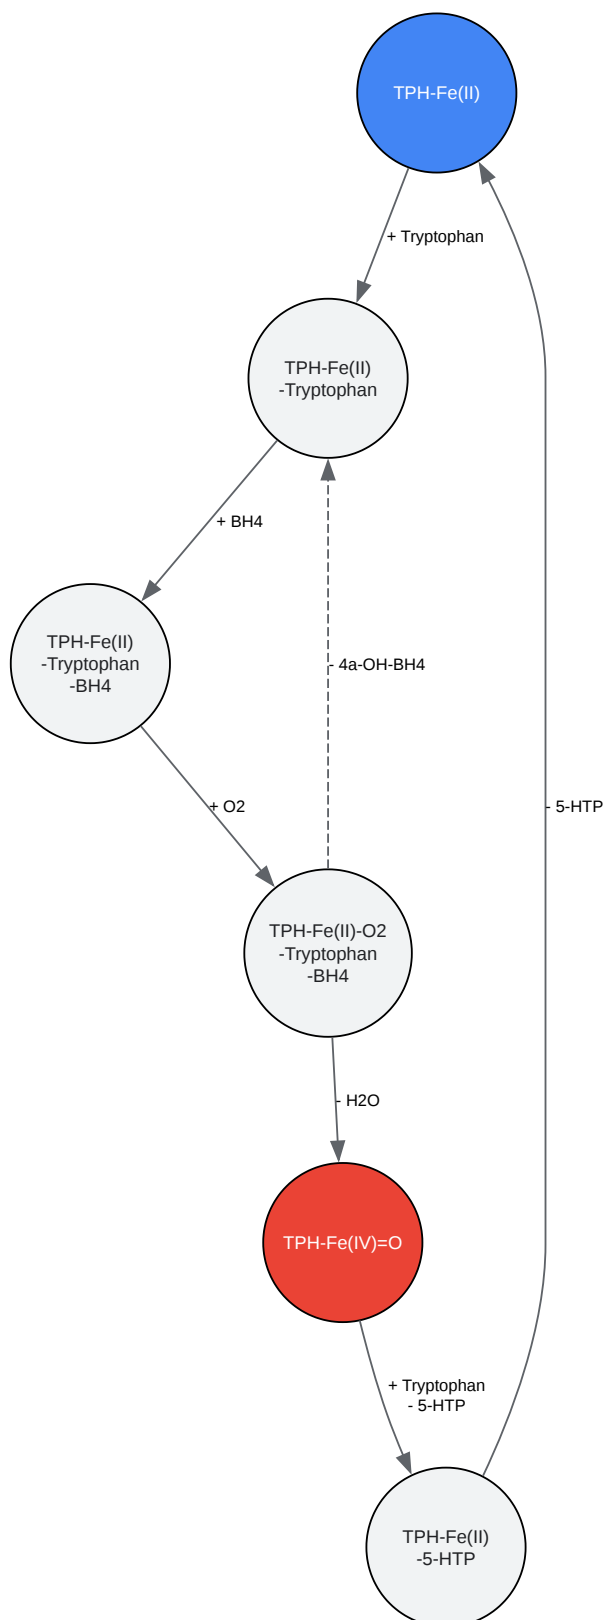 TPH-Fe(II)
+ Tryptophan
TPH-Fe(II)
-Tryptophan
+ BH4
TPH-Fe(II)
-Tryptophan
-BH4
- 4a-OH-BH4
+ O2
- 5-HTP
TPH-Fe(II)-O2
-Tryptophan
-BH4
- H2O
TPH-Fe(IV)=O
+ Tryptophan
- 5-HTP
TPH-Fe(II)
-5-HTP